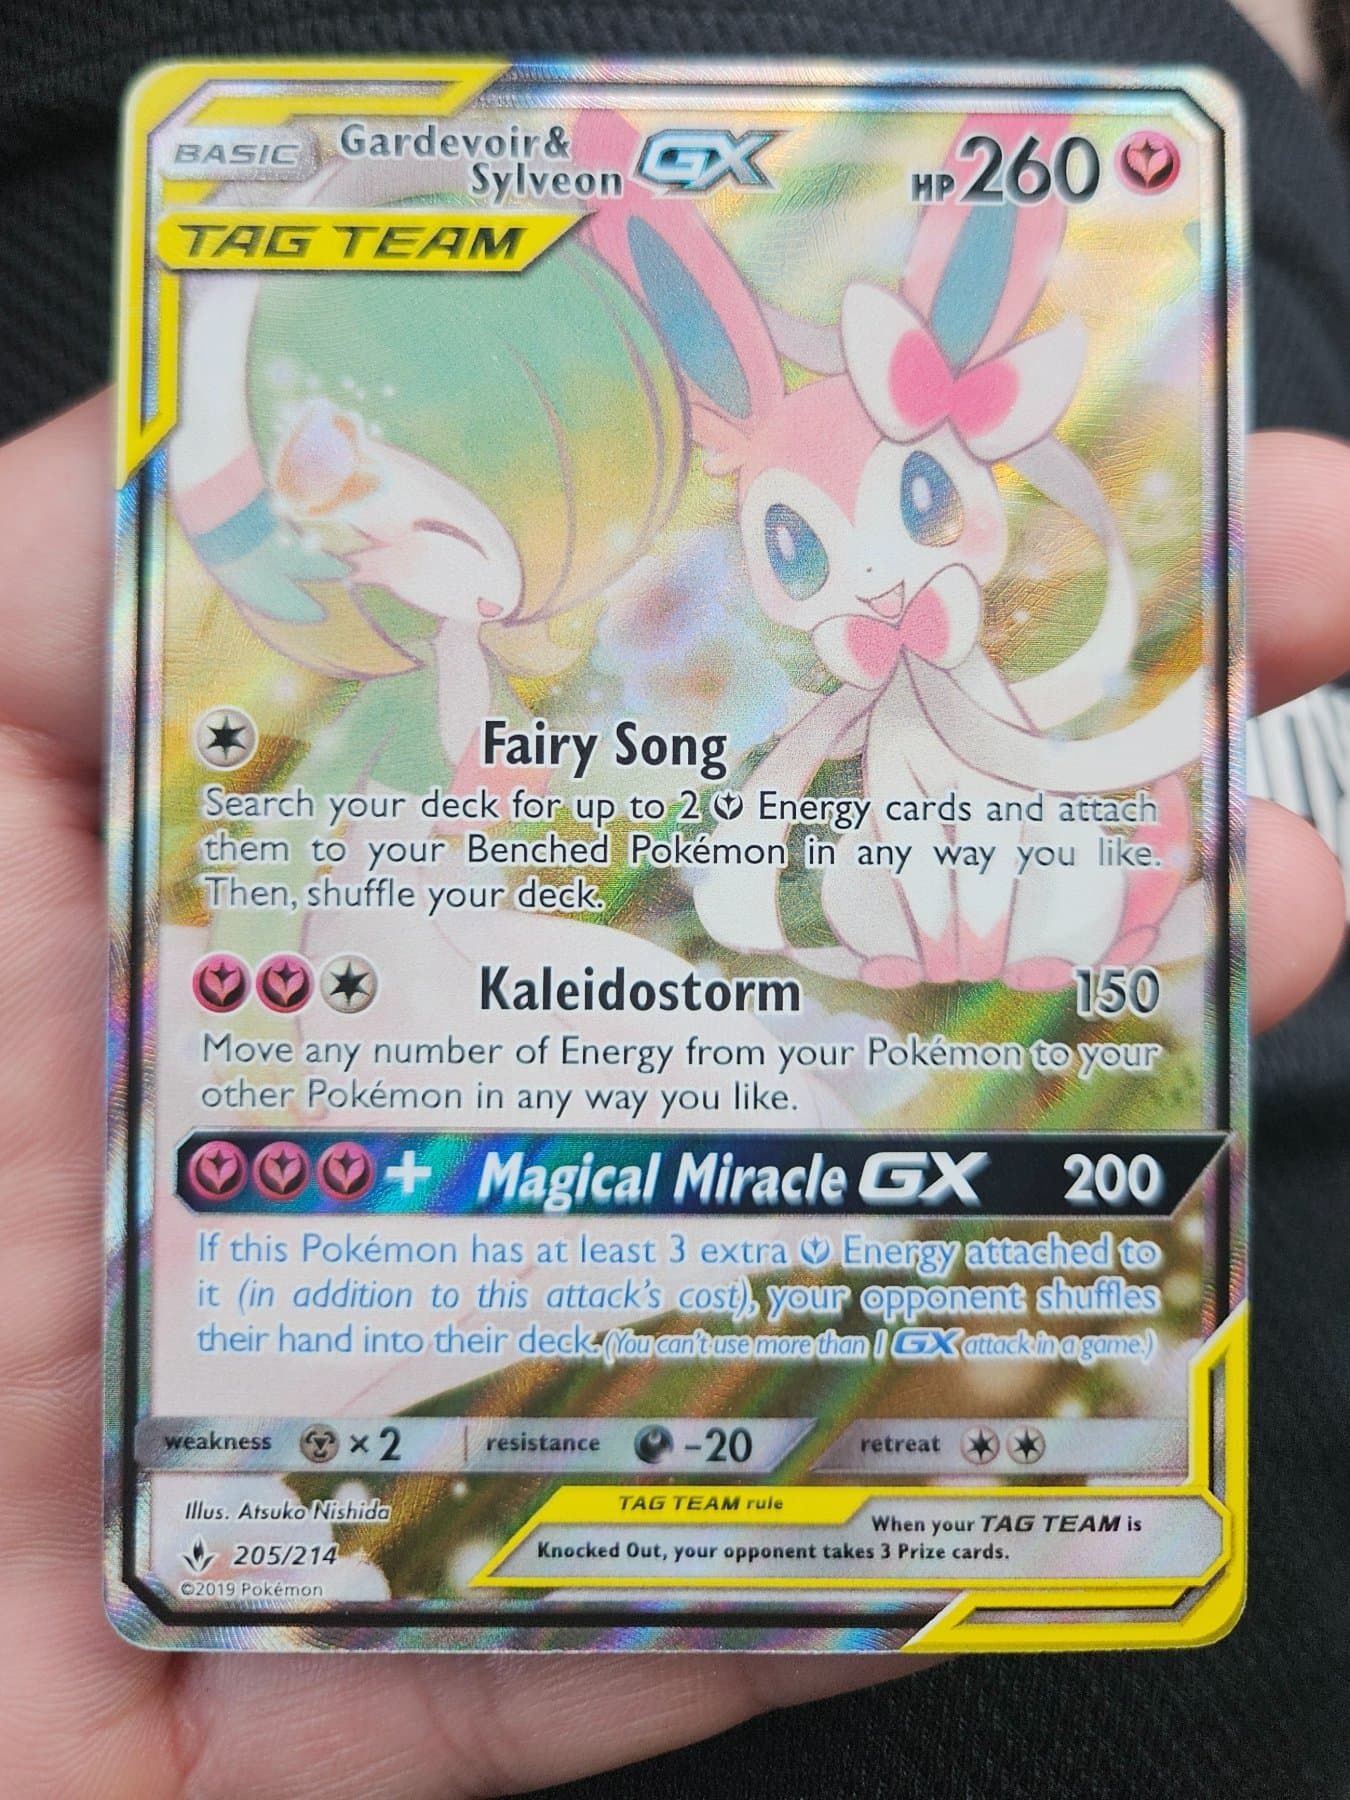 BASIC Gardevoir& Sylveon GX HP 260
TAG TEAM
Fairy Song
Search your deck for up to 2 Energy cards and attach
them to your Benched Pokémon in any way you like.
Then, shuffle your deck.
Kaleidostorm 150
Move any number of Energy from your Pokémon to your
other Pokémon in any way you like.
+ Magical Miracle GX 200
If this Pokémon has at least 3 extra Energy attached to
it (in addition to this attack's cost), your opponent shuffles
their hand into their deck. (You can't use more than 1 GX attack in a game.)
weakness ×2 resistance -20 retreat
Illus. Atsuko Nishida
205/214
©2019 Pokémon
TAG TEAM rule
When your TAG TEAM is
Knocked Out, your opponent takes 3 Prize cards.